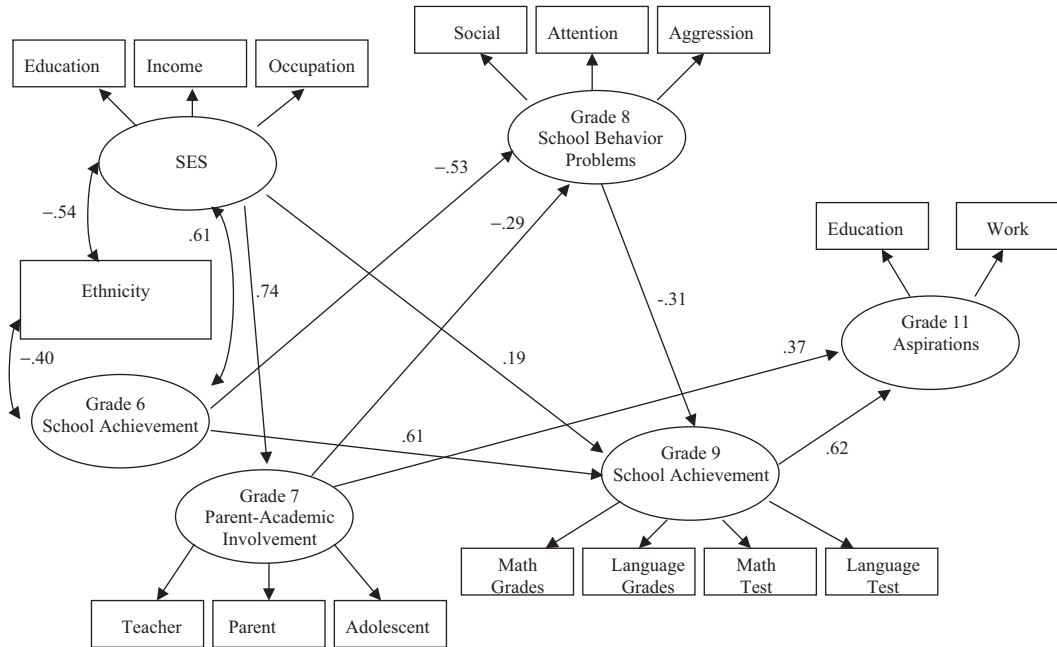 Social
Attention
Aggression
Education
Income
Occupation
Grade 8
School Behavior
Problems
SES
−.53
−.54
.61
−.29
Education
Work
Ethnicity
.74
-.31
Grade 11
Aspirations
−.40
.19
.37
Grade 6
School Achievement
.61
Grade 9
School Achievement
.62
Grade 7
Parent-Academic
Involvement
Math
Grades
Language
Grades
Math
Test
Language
Test
Teacher
Parent
Adolescent